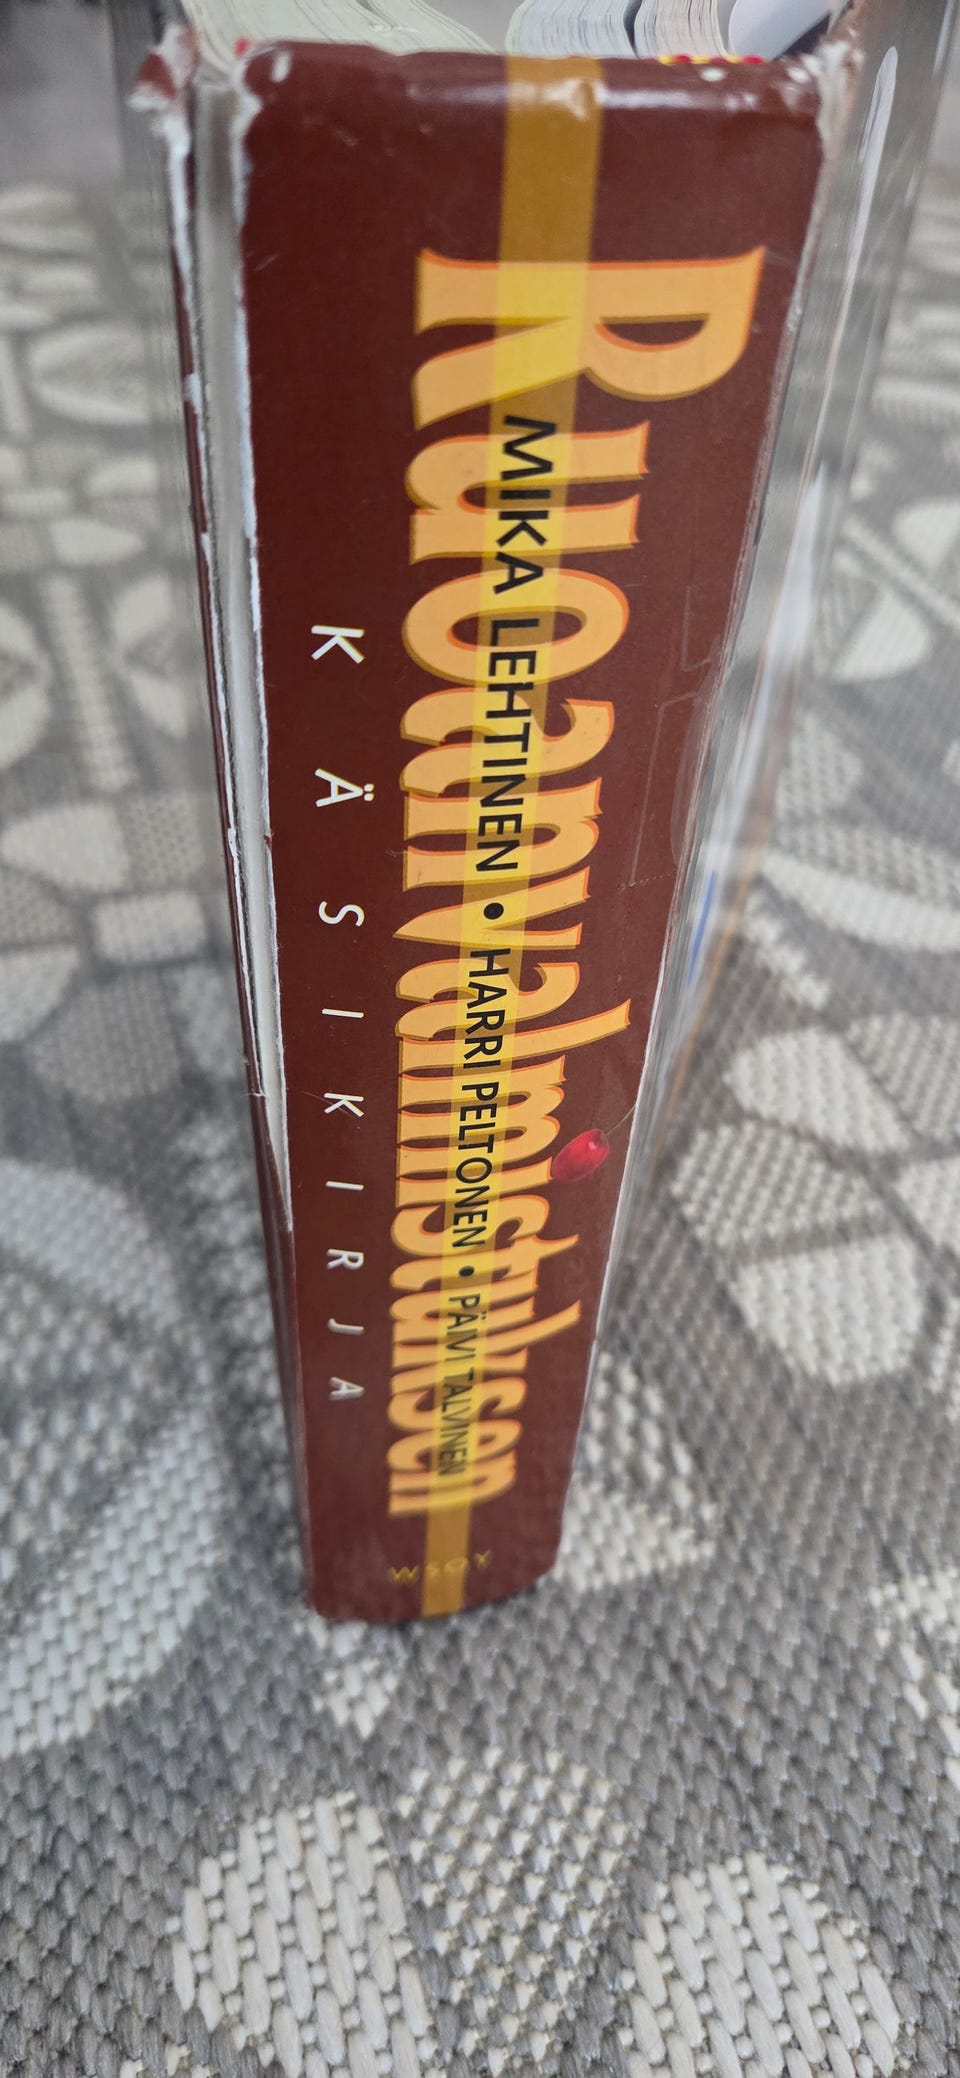 Ruoanvalmistuksen
MIKA LEHTINEN • HARRI PELTONEN • PÄIVI TALVINEN
KÄSIKIRJA
WSOY